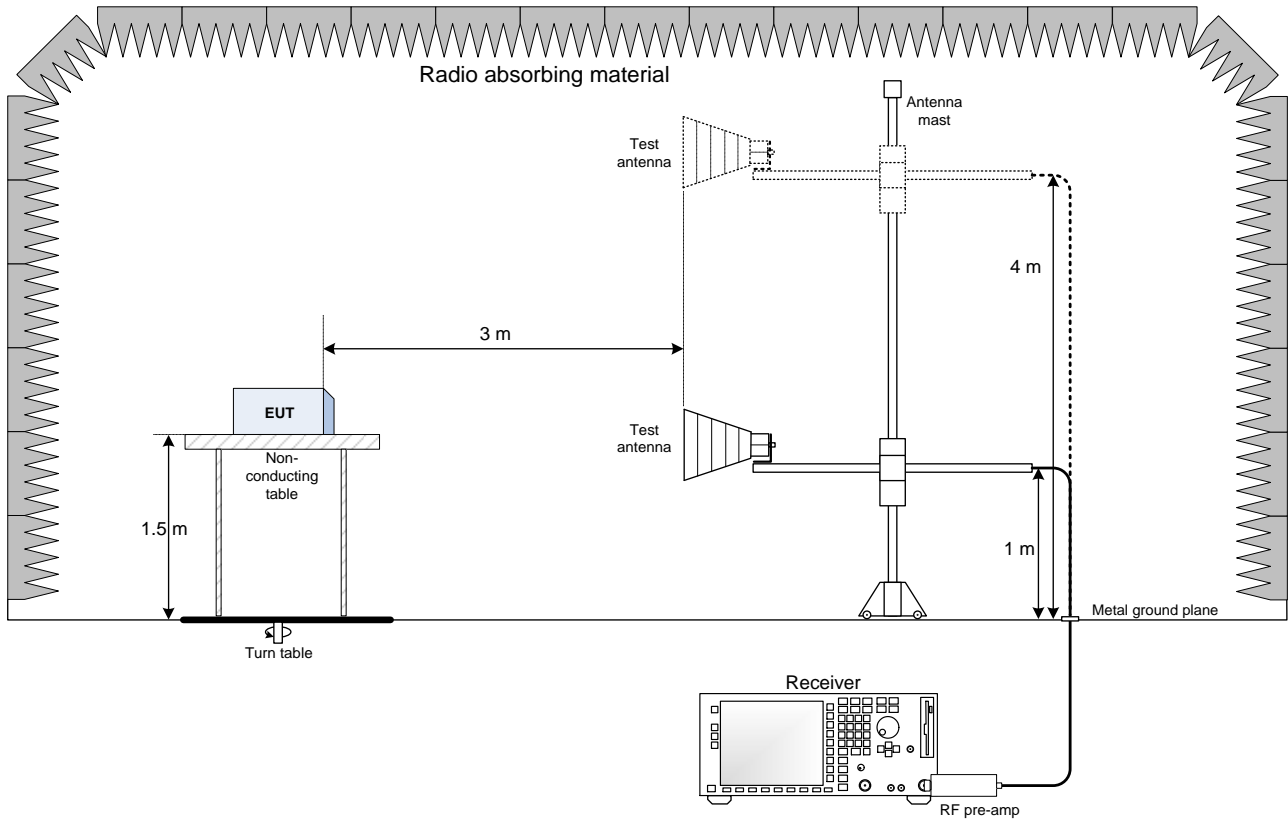 Radio absorbing material
Antenna
mast
Test
antenna
4 m
3 m
EUT
Test
antenna
Non-
conducting
table
1.5 m
1 m
Metal ground plane
Turn table
Receiver
RF pre-amp